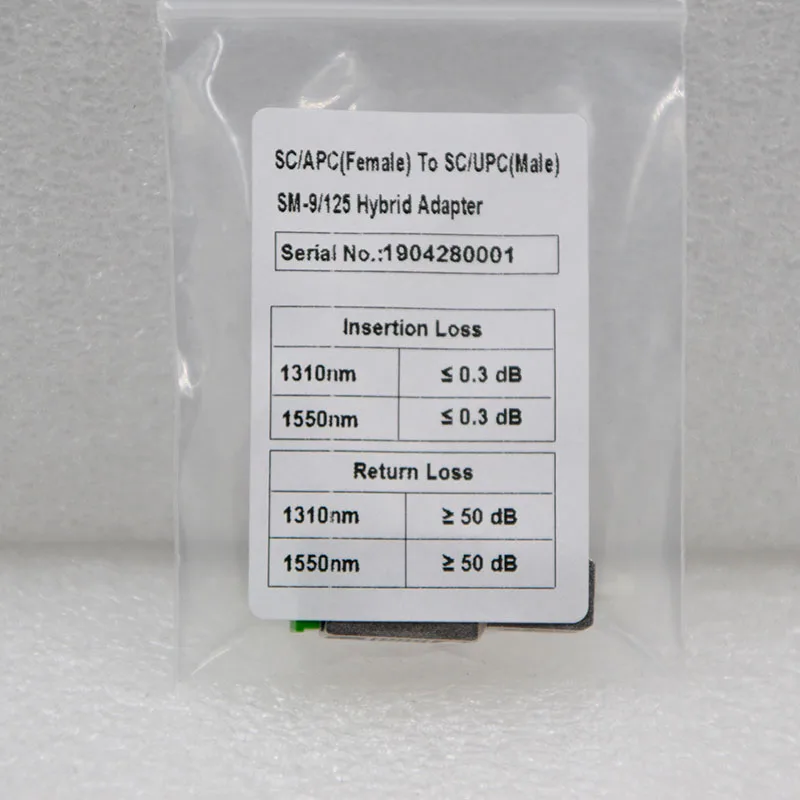 SC/APC(Female) To SC/UPC(Male)
SM-9/125 Hybrid Adapter
Serial No.:1904280001
Insertion Loss
1310nm ≤ 0.3 dB
1550nm ≤ 0.3 dB
Return Loss
1310nm ≥ 50 dB
1550nm ≥ 50 dB